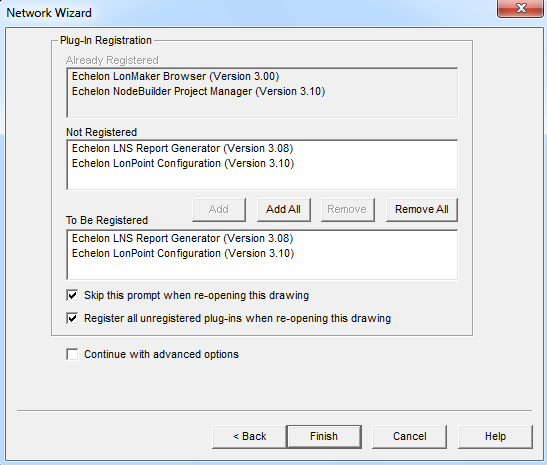 Network Wizard
Plug-In Registration
Already Registered
Echelon LonMaker Browser (Version 3.00)
Echelon NodeBuilder Project Manager (Version 3.10)
Not Registered
Echelon LNS Report Generator (Version 3.08)
Echelon LonPoint Configuration (Version 3.10)
Add Add All Remove Remove All
To Be Registered
Echelon LNS Report Generator (Version 3.08)
Echelon LonPoint Configuration (Version 3.10)
Skip this prompt when re-opening this drawing
Register all unregistered plug-ins when re-opening this drawing
Continue with advanced options
< Back Finish Cancel Help